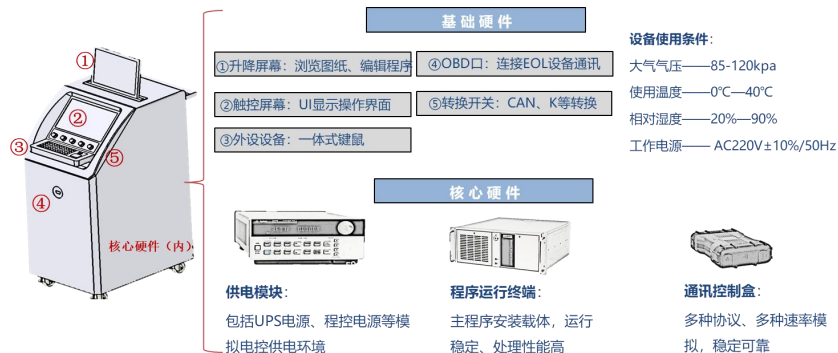 基础硬件
①升降屏幕：浏览图纸、编辑程序
④OBD口：连接EOL设备通讯
②触控屏幕：UI显示操作界面
⑤转换开关：CAN、K等转换
③外设设备：一体式键鼠
设备使用条件：
大气气压——85-120kpa
使用温度——0℃—40℃
相对湿度——20%—90%
工作电源—— AC220V±10%/50Hz
①
②
③
⑤
④
核心硬件（内）
核心硬件
供电模块：
包括UPS电源、程控电源等模
拟电控供电环境
程序运行终端：
主程序安装载体，运行
稳定、处理性能高
通讯控制盒：
多种协议、多种速率模
拟，稳定可靠